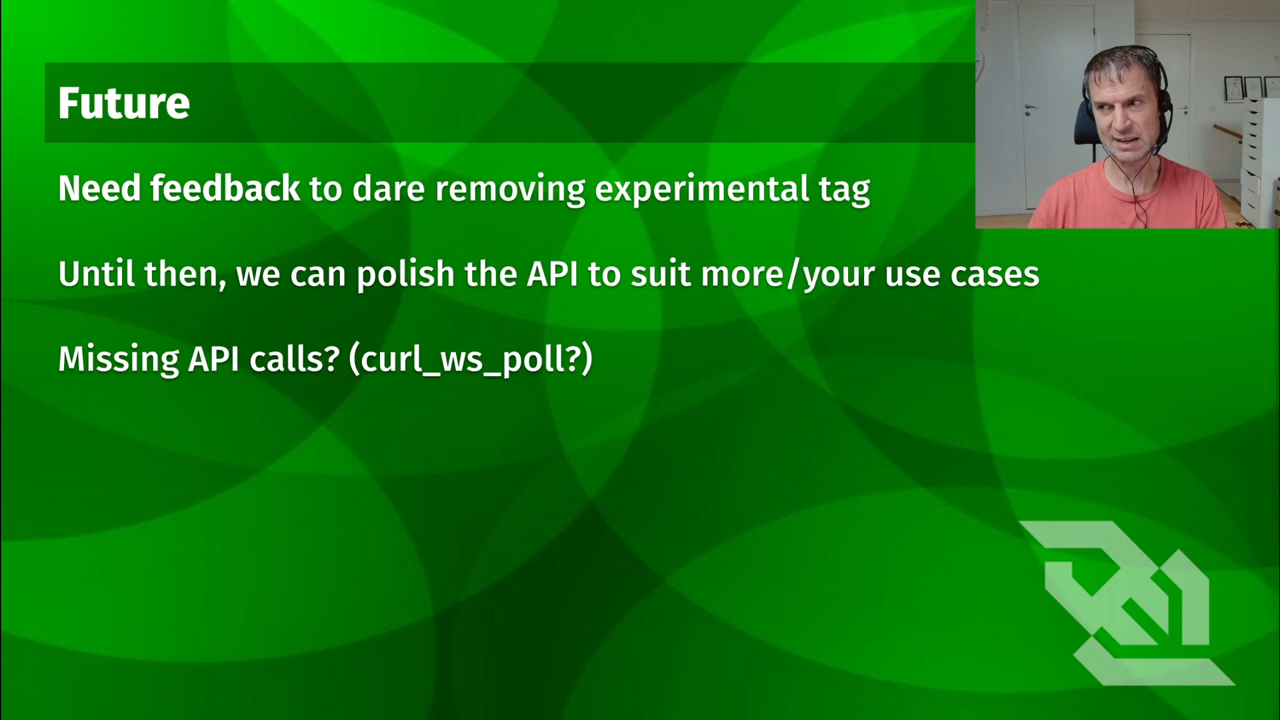 Future
Need feedback to dare removing experimental tag
Until then, we can polish the API to suit more/your use cases
Missing API calls? (curl_ws_poll?)